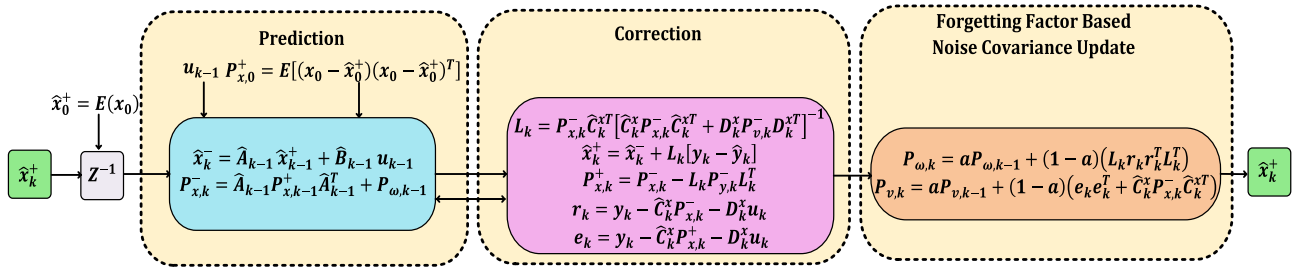 Prediction
u_{k-1} P^+_{x,0} = E[(x_0 − x̂^+_0)(x_0 − x̂^+_0)^T]
x̂^+_0 = E(x_0)
x̂^+_k
Z^{-1}
x̂^-_k = Â_{k-1} x̂^+_{k-1} + B̂_{k-1} u_{k-1}
P^-_{x,k} = Â_{k-1} P^+_{x,k-1} Â^T_{k-1} + P_{ω,k-1}
Correction
L_k = P^-_{x,k} Ĉ^{xT}_k [Ĉ^x_k P^-_{x,k} Ĉ^{xT}_k + D^x_k P^-_{v,k} D^{xT}_k]^{-1}
x̂^+_k = x̂^-_k + L_k[y_k − ŷ_k]
P^+_{x,k} = P^-_{x,k} − L_k P^-_{y,k} L^T_k
r_k = y_k − Ĉ^x_k P^-_{x,k} − D^x_k u_k
e_k = y_k − Ĉ^x_k P^+_{x,k} − D^x_k u_k
Forgetting Factor Based
Noise Covariance Update
P_{ω,k} = aP_{ω,k-1} + (1 − a)(L_k r_k r^T_k L^T_k)
P_{v,k} = aP_{v,k-1} + (1 − a)(e_k e^T_k + Ĉ^x_k P^-_{x,k} Ĉ^{xT}_k)
x̂^+_k